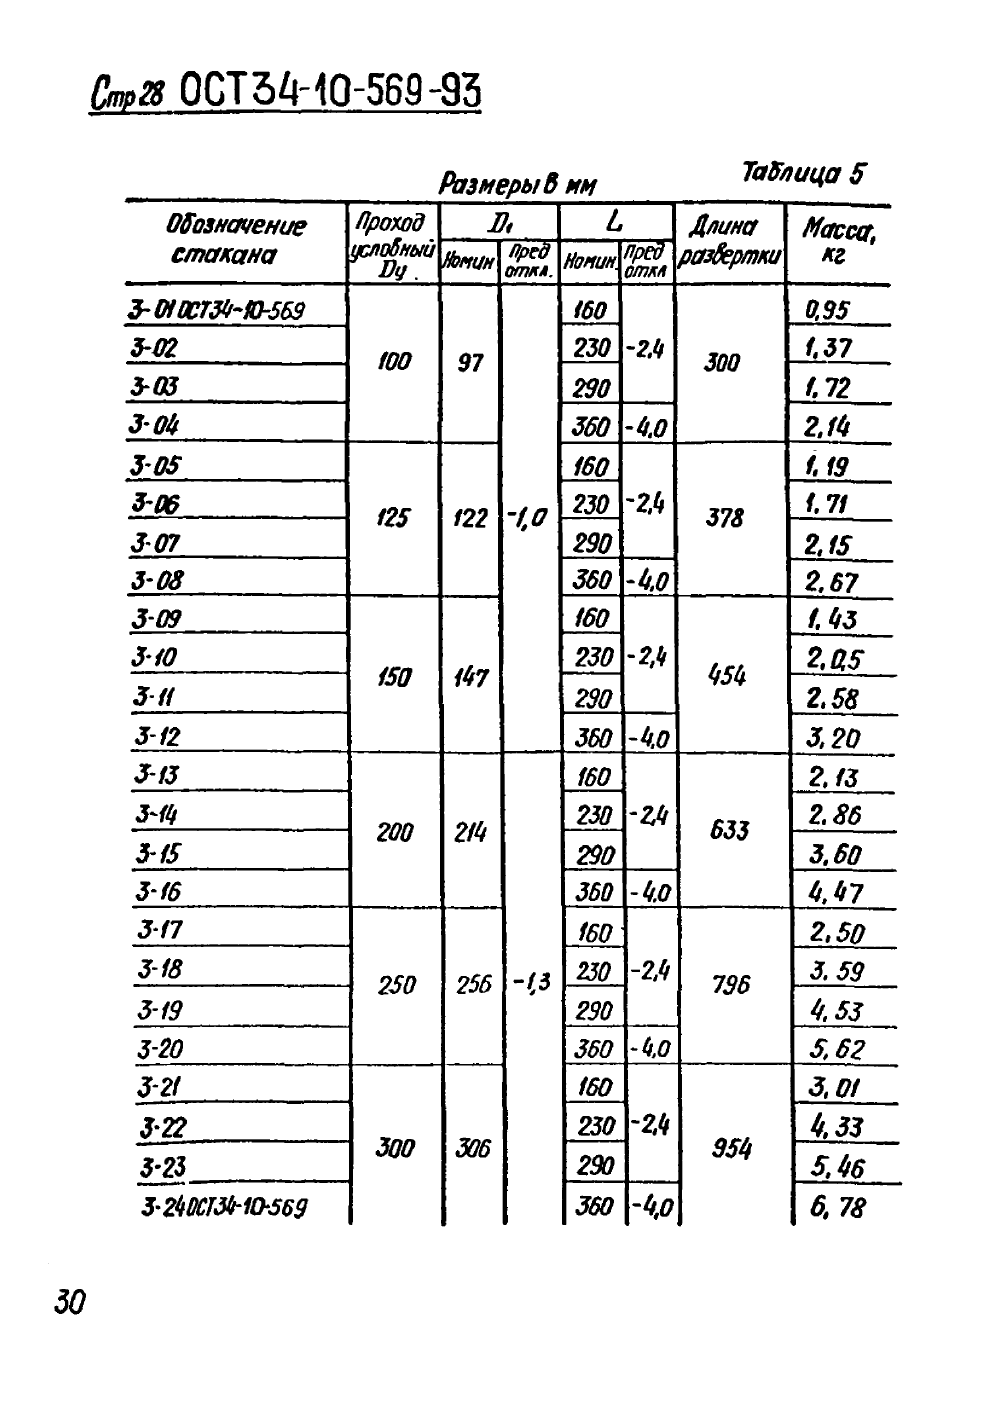 Стр 28 ОСТ 34-10-569-93
Таблица 5
Размеры в мм
Обозначение стакана | Проход условный Dу. | D₁ Номин | D₁ Пред откл. | L Номин. | L Пред откл | Длина развертки | Масса, кг
3-01 ОСТ34-10-569 | 100 | 97 | -1,0 | 160 | -2,4 | 300 | 0,95
3-02 230 1,37
3-03 290 1,72
3-04 360 -4,0 2,14
3-05 125 122 160 -2,4 378 1,19
3-06 230 1,71
3-07 290 2,15
3-08 360 -4,0 2,67
3-09 150 147 160 -2,4 454 1,43
3-10 230 2,05
3-11 290 2,58
3-12 360 -4,0 3,20
3-13 200 214 -1,3 160 -2,4 633 2,13
3-14 230 2,86
3-15 290 3,60
3-16 360 -4,0 4,47
3-17 250 256 160 -2,4 796 2,50
3-18 230 3,59
3-19 290 4,53
3-20 360 -4,0 5,62
3-21 300 306 160 -2,4 954 3,01
3-22 230 4,33
3-23 290 5,46
3-24 ОСТ34-10-569 360 -4,0 6,78
30